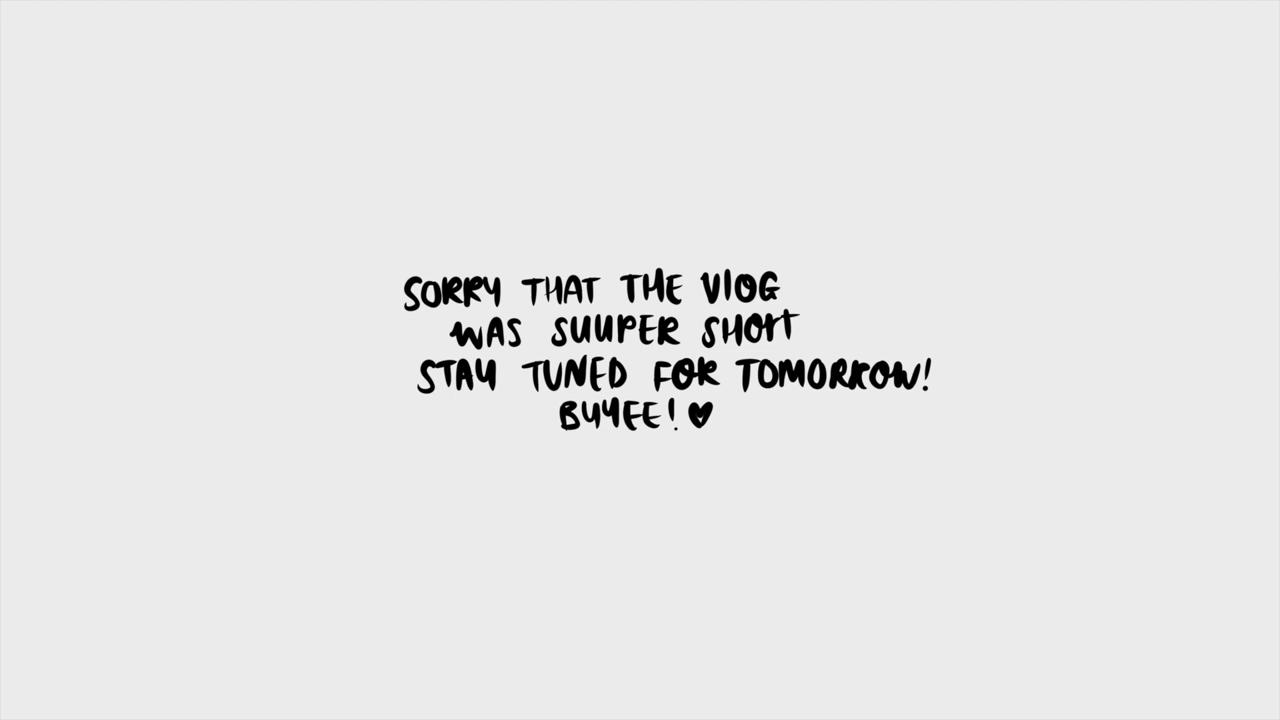 SORRY THAT THE VlOG
WAS SUUPER SHOrt
STAY TUNED FOR TOMORROW!
BYYEE! ♥